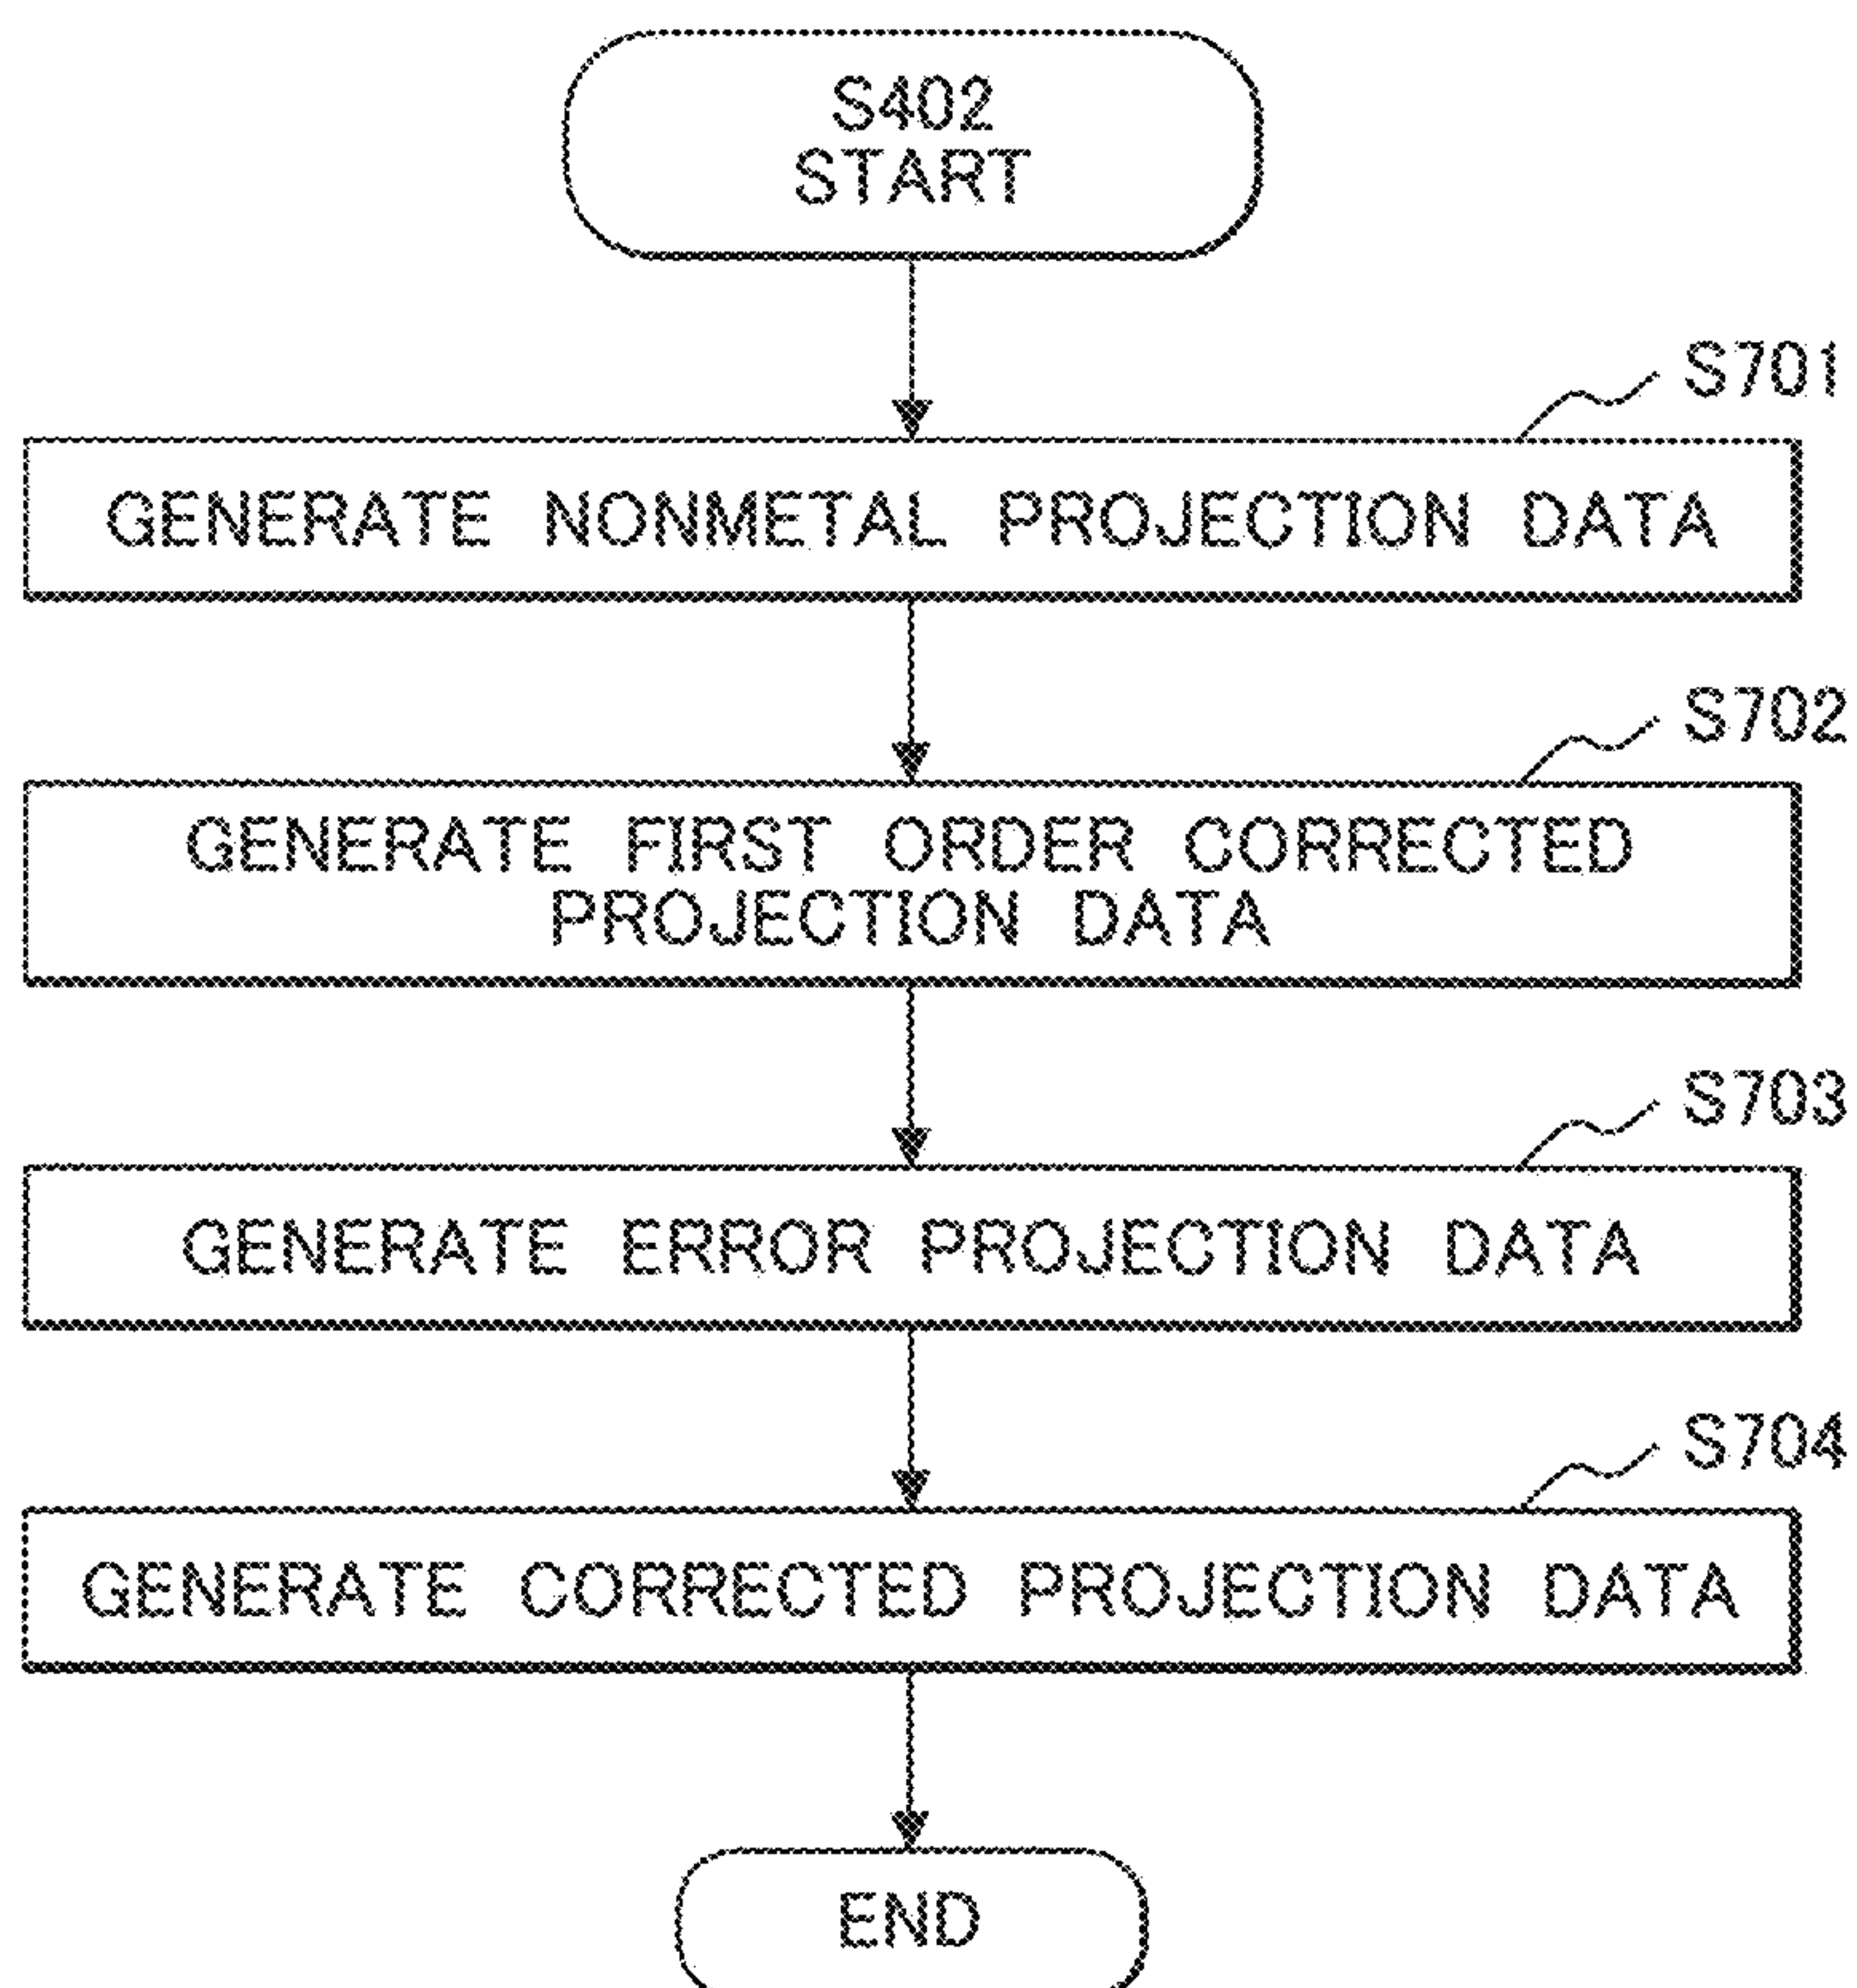 S402
START
S701
GENERATE NONMETAL PROJECTION DATA
S702
GENERATE FIRST ORDER CORRECTED
PROJECTION DATA
S703
GENERATE ERROR PROJECTION DATA
S704
GENERATE CORRECTED PROJECTION DATA
END